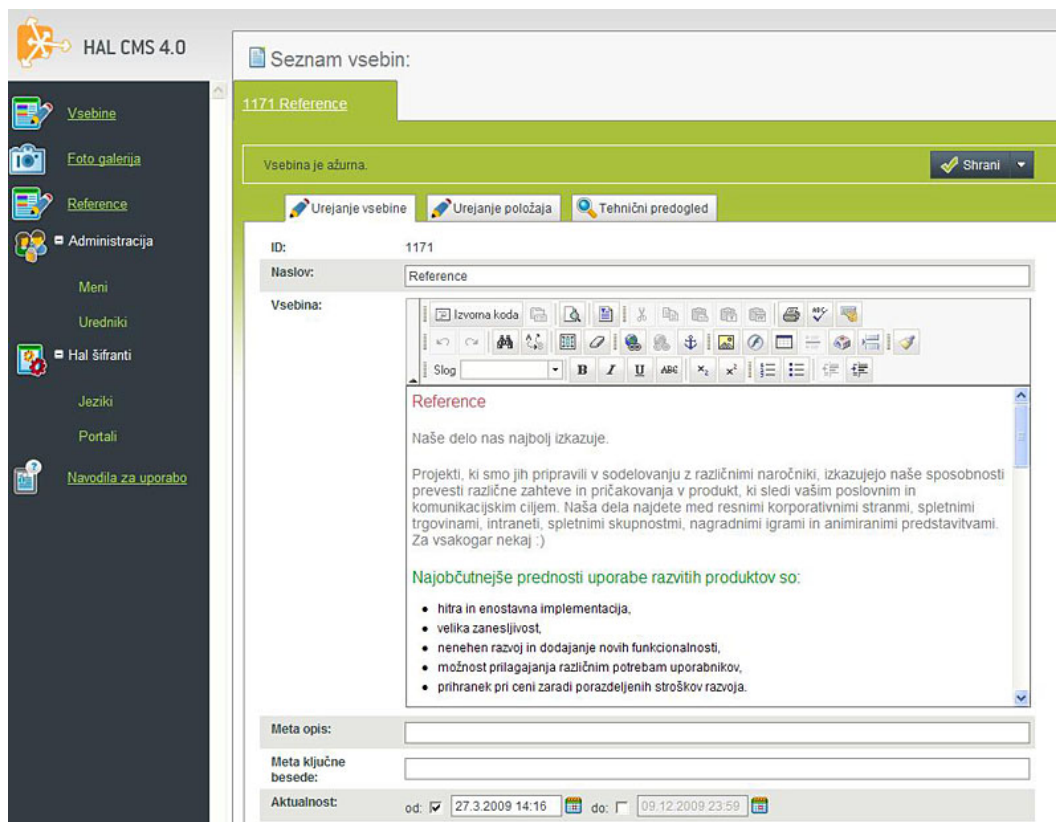 HAL CMS 4.0
Vsebine
Foto galerija
Reference
Administracija
Meni
Uredniki
Hal šifranti
Jeziki
Portali
Navodila za uporabo
Seznam vsebin:
1171 Reference
Vsebina je ažurna.
Shrani
Urejanje vsebine
Urejanje položaja
Tehnični predogled
ID:
1171
Naslov:
Reference
Vsebina:
Izvorna koda
ABC
Slog
B I U ABC x₂ x²
Reference
Naše delo nas najbolj izkazuje.
Projekti, ki smo jih pripravili v sodelovanju z različnimi naročniki, izkazujejo naše sposobnosti
prevesti različne zahteve in pričakovanja v produkt, ki sledi vašim poslovnim in
komunikacijskim ciljem. Naša dela najdete med resnimi korporativnimi stranmi, spletnimi
trgovinami, intraneti, spletnimi skupnostmi, nagradnimi igrami in animiranimi predstavitvami.
Za vsakogar nekaj :)
Najobčutnejše prednosti uporabe razvitih produktov so:
• hitra in enostavna implementacija,
• velika zanesljivost,
• nenehen razvoj in dodajanje novih funkcionalnosti,
• možnost prilagajanja različnim potrebam uporabnikov,
• prihranek pri ceni zaradi porazdeljenih stroškov razvoja.
Meta opis:
Meta ključne
besede:
Aktualnost:
od: 27.3.2009 14:16 do: 09.12.2009 23:59